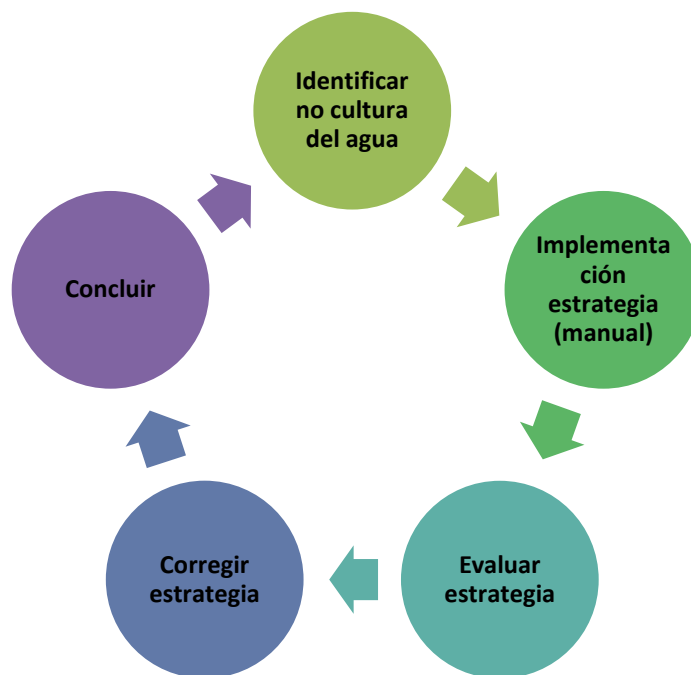 Identificar
no cultura
del agua
Implementa
ción
estrategia
(manual)
Evaluar
estrategia
Corregir
estrategia
Concluir